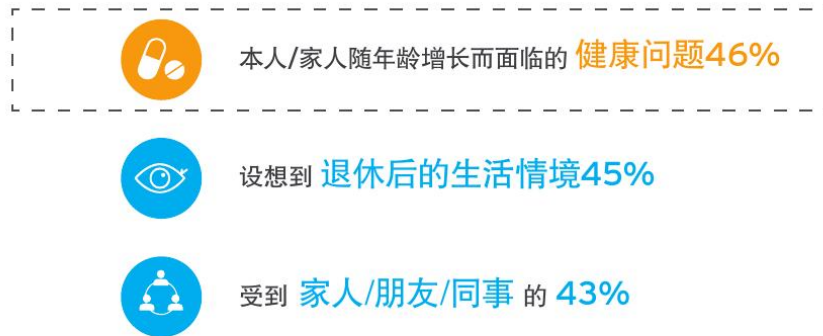 本人/家人随年龄增长而面临的 健康问题46%
设想到 退休后的生活情境45%
受到 家人/朋友/同事 的 43%